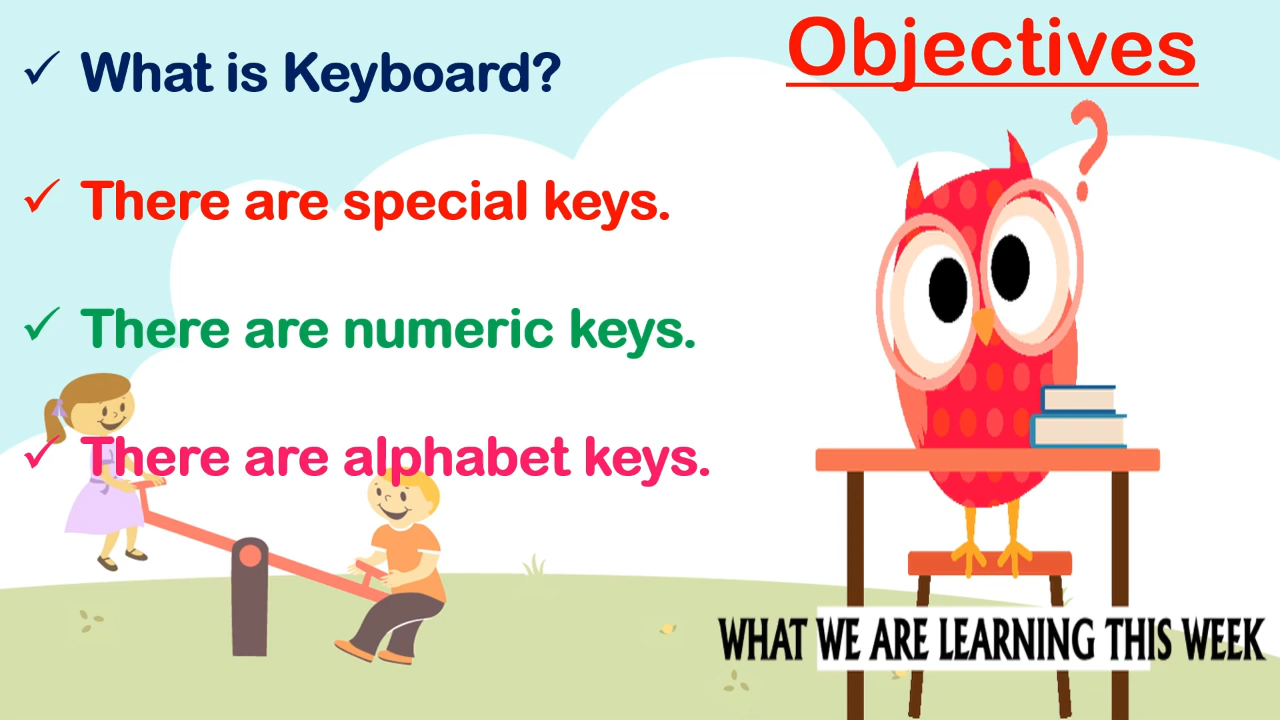 Objectives
✓ What is Keyboard?
✓ There are special keys.
✓ There are numeric keys.
✓ There are alphabet keys.
?
WHAT WE ARE LEARNING THIS WEEK